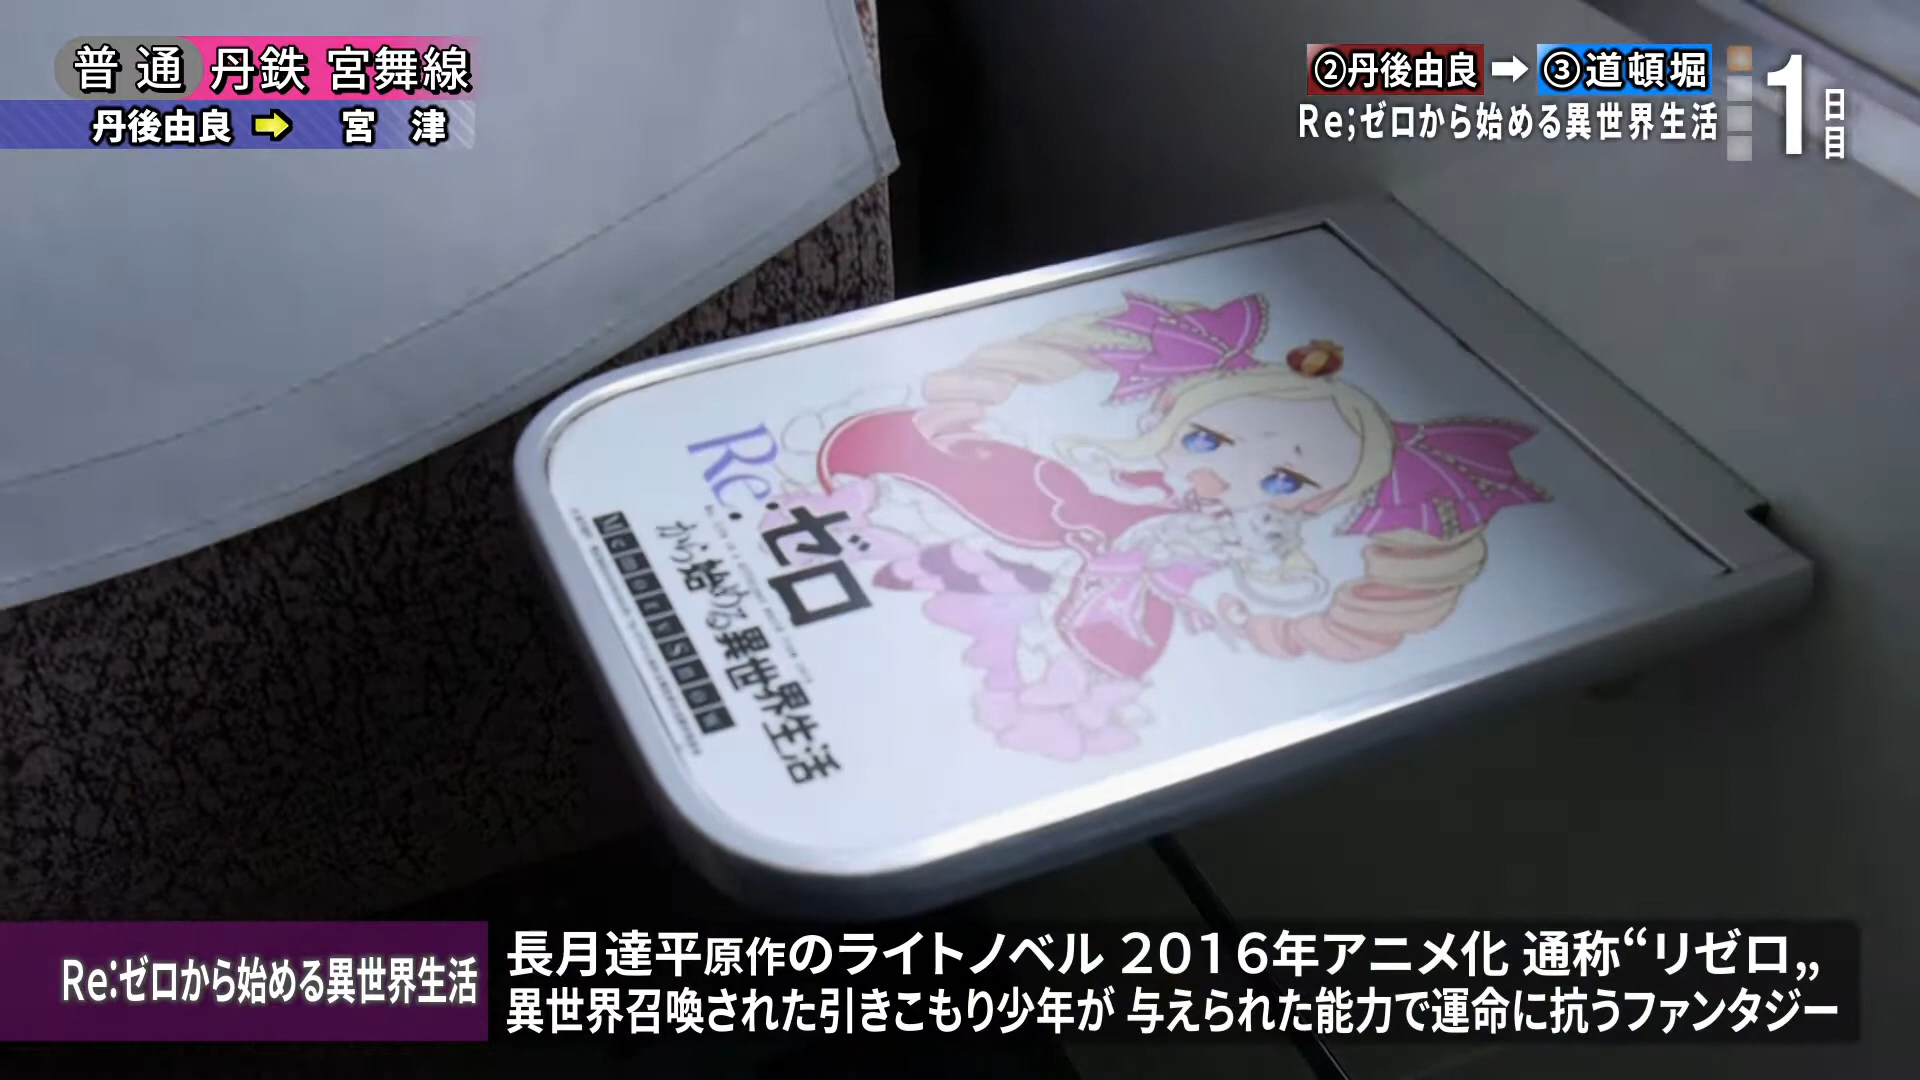 普通 丹鉄 宮舞線
丹後由良 ➡ 宮津
②丹後由良 ➡ ③道頓堀
Re;ゼロから始める異世界生活
1日目
Re:ゼロ
から始める異世界生活
Memory Snow
Re:ゼロから始める異世界生活
長月達平原作のライトノベル 2016年アニメ化 通称“リゼロ„
異世界召喚された引きこもり少年が 与えられた能力で運命に抗うファンタジー